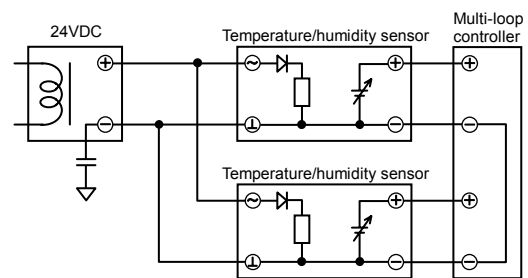 24VDC
Temperature/humidity sensor
Multi-loop
controller
+ ~ + +
− ⊥ − −
Temperature/humidity sensor
~ + +
⊥ − −